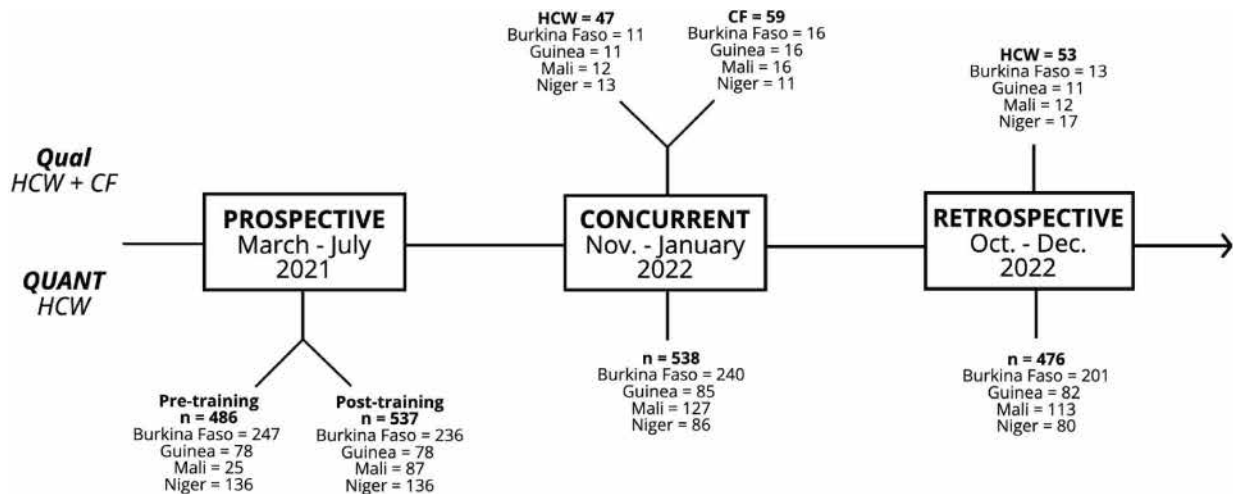 HCW = 47
Burkina Faso = 11
Guinea = 11
Mali = 12
Niger = 13
CF = 59
Burkina Faso = 16
Guinea = 16
Mali = 16
Niger = 11
HCW = 53
Burkina Faso = 13
Guinea = 11
Mali = 12
Niger = 17
Qual
HCW + CF
PROSPECTIVE
March - July
2021
CONCURRENT
Nov. - January
2022
RETROSPECTIVE
Oct. - Dec.
2022
QUANT
HCW
Pre-training
n = 486
Burkina Faso = 247
Guinea = 78
Mali = 25
Niger = 136
Post-training
n = 537
Burkina Faso = 236
Guinea = 78
Mali = 87
Niger = 136
n = 538
Burkina Faso = 240
Guinea = 85
Mali = 127
Niger = 86
n = 476
Burkina Faso = 201
Guinea = 82
Mali = 113
Niger = 80